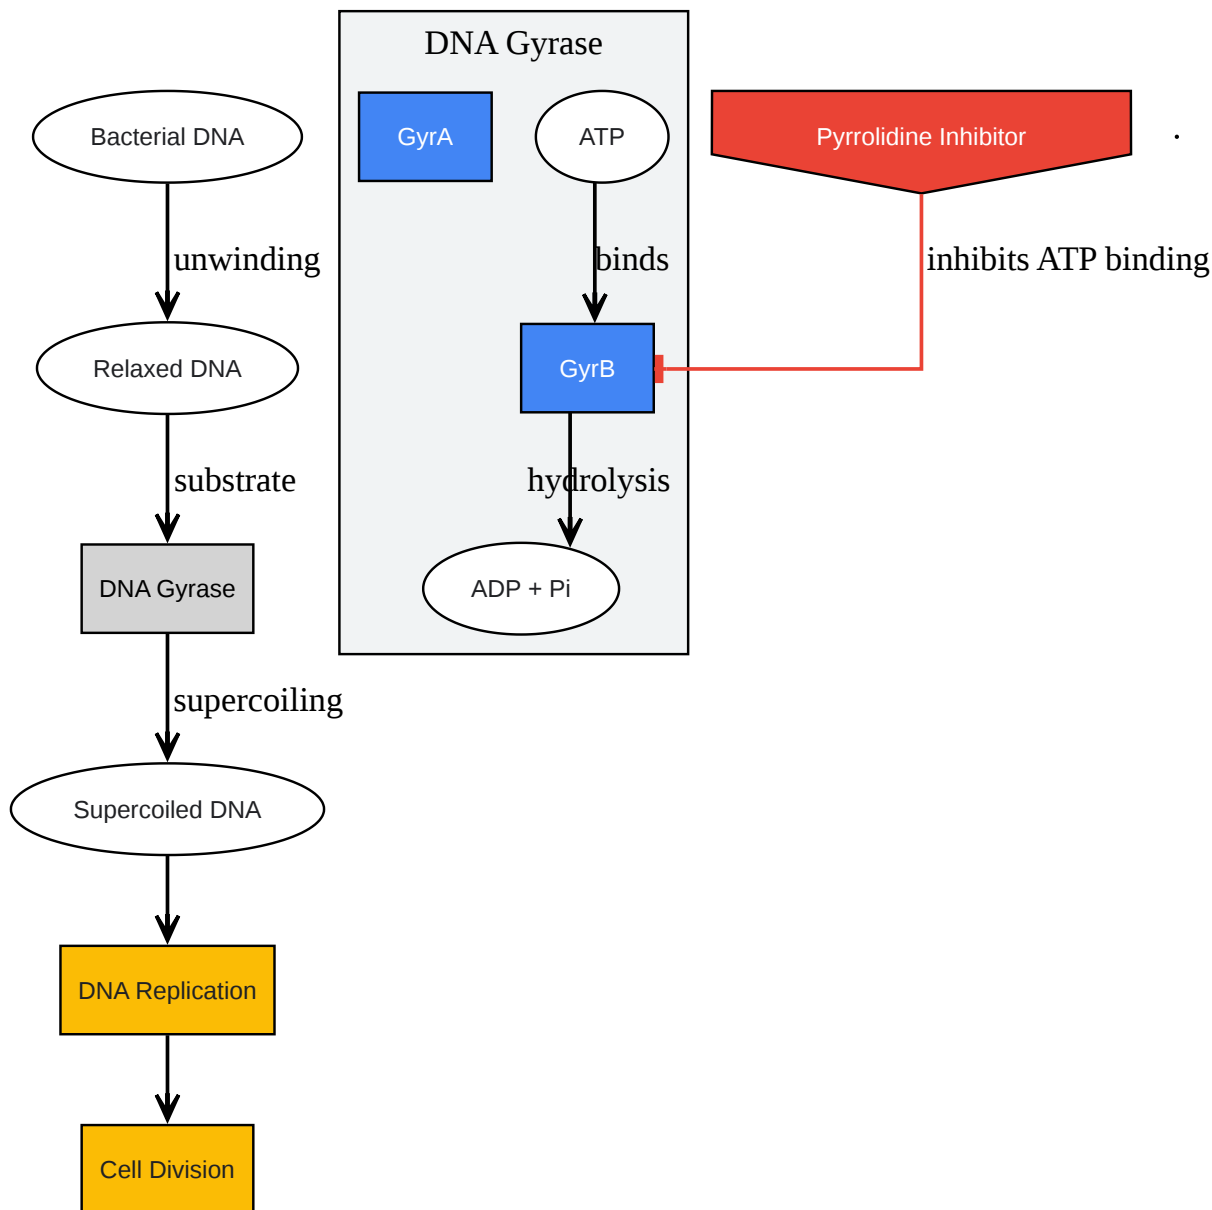 DNA Gyrase
Bacterial DNA
GyrA
ATP
Pyrrolidine Inhibitor
.
unwinding
binds
inhibits ATP binding
Relaxed DNA
GyrB
substrate
hydrolysis
DNA Gyrase
ADP + Pi
supercoiling
Supercoiled DNA
DNA Replication
Cell Division